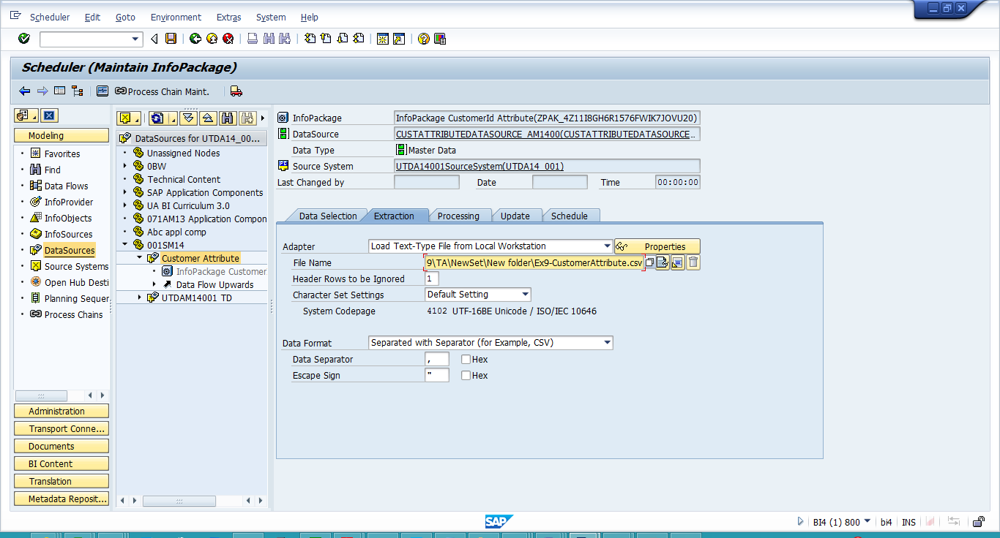 Scheduler Edit Goto Environment Extras System Help
Scheduler (Maintain InfoPackage)
Process Chain Maint.
Modeling
Favorites
Find
Data Flows
InfoProvider
InfoObjects
InfoSources
DataSources
Source Systems
Open Hub Desti
Planning Sequer
Process Chains
Administration
Transport Conne...
Documents
BI Content
Translation
Metadata Reposit...
DataSources for UTDA14_00...
Unassigned Nodes
0BW
Technical Content
SAP Application Components
UA BI Curriculum 3.0
071AM13 Application Compon
Abc appl comp
001SM14
Customer Attribute
InfoPackage Customer
Data Flow Upwards
UTDAM14001 TD
InfoPackage InfoPackage CustomerId Attribute(ZPAK_4Z11I8GH6R1576FWIK7JOVU20)
DataSource CUSTATTRIBUTEDATASOURCE_AM1400(CUSTATTRIBUTEDATASOURCE...
Data Type Master Data
Source System UTDA14001SourceSystem(UTDA14_001)
Last Changed by Date Time 00:00:00
Data Selection Extraction Processing Update Schedule
Adapter Load Text-Type File from Local Workstation Properties
File Name 9\TA\NewSet\New folder\Ex9-CustomerAttribute.csv
Header Rows to be Ignored 1
Character Set Settings Default Setting
System Codepage 4102 UTF-16BE Unicode / ISO/IEC 10646
Data Format Separated with Separator (for Example, CSV)
Data Separator , Hex
Escape Sign " Hex
SAP
BI4 (1) 800 bi4 INS